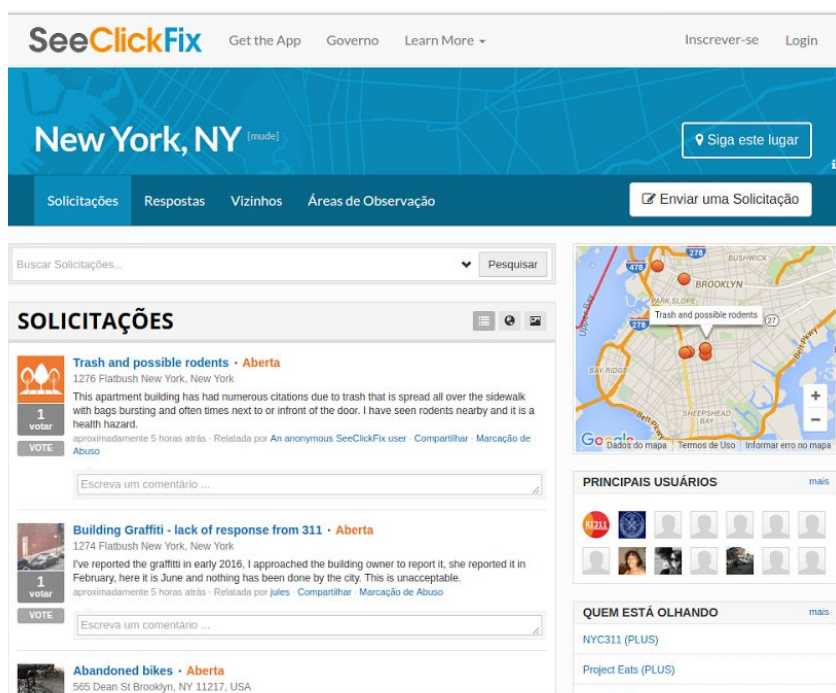 SeeClickFix Get the App Governo Learn More Inscrever-se Login
New York, NY [mude]
Siga este lugar
Solicitações Respostas Vizinhos Áreas de Observação Enviar uma Solicitação
Buscar Solicitações... Pesquisar
SOLICITAÇÕES
Trash and possible rodents · Aberta
1276 Flatbush New York, New York
This apartment building has had numerous citations due to trash that is spread all over the sidewalk
with bags bursting and often times next to or infront of the door. I have seen rodents nearby and it is a
health hazard.
aproximadamente 5 horas atrás · Relatada por An anonymous SeeClickFix user · Compartilhar · Marcação de
Abuso
1
votar
VOTE
Escreva um comentário ...
Building Graffiti - lack of response from 311 · Aberta
1274 Flatbush New York, New York
I've reported the graffiti in early 2016, I approached the building owner to report it, she reported it in
February, here it is June and nothing has been done by the city. This is unacceptable.
aproximadamente 5 horas atrás · Relatada por jules · Compartilhar · Marcação de Abuso
1
votar
VOTE
Escreva um comentário ...
Abandoned bikes · Aberta
565 Dean St Brooklyn, NY 11217, USA
278
BUSHWICK
478
BROOKLYN
PARK SLOPE
Trash and possible rodents
Upper Bay
278
27
BAY RIDGE
Belt Pkwy
SHEEPSHEAD
BAY
Belt Pkwy
+
−
Google
Dados do mapa Termos de Uso Informar erro no mapa
PRINCIPAIS USUÁRIOS mais
QUEM ESTÁ OLHANDO mais
NYC311 (PLUS)
Project Eats (PLUS)